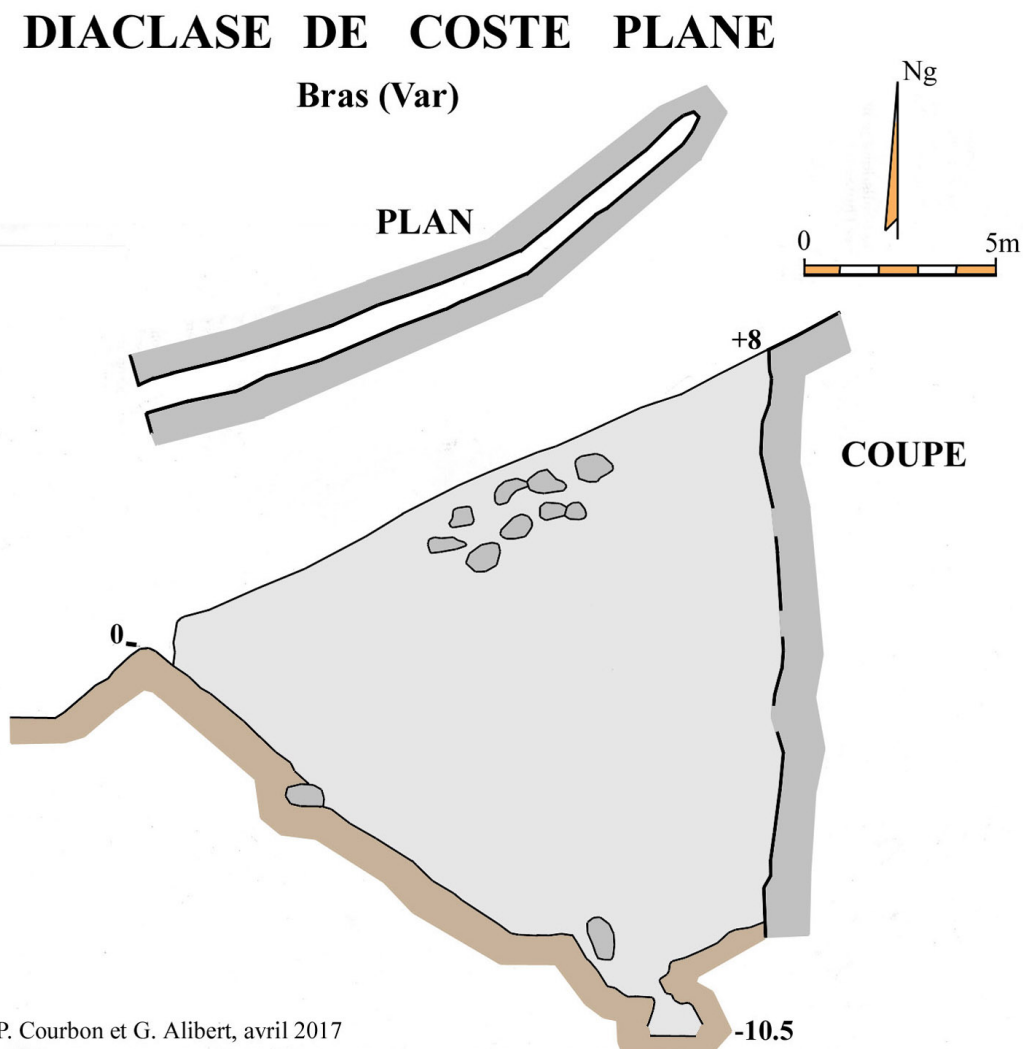 DIACLASE DE COSTE PLANE
Bras (Var)
Ng
PLAN
0 5m
+8
COUPE
0
-10.5
P. Courbon et G. Alibert, avril 2017